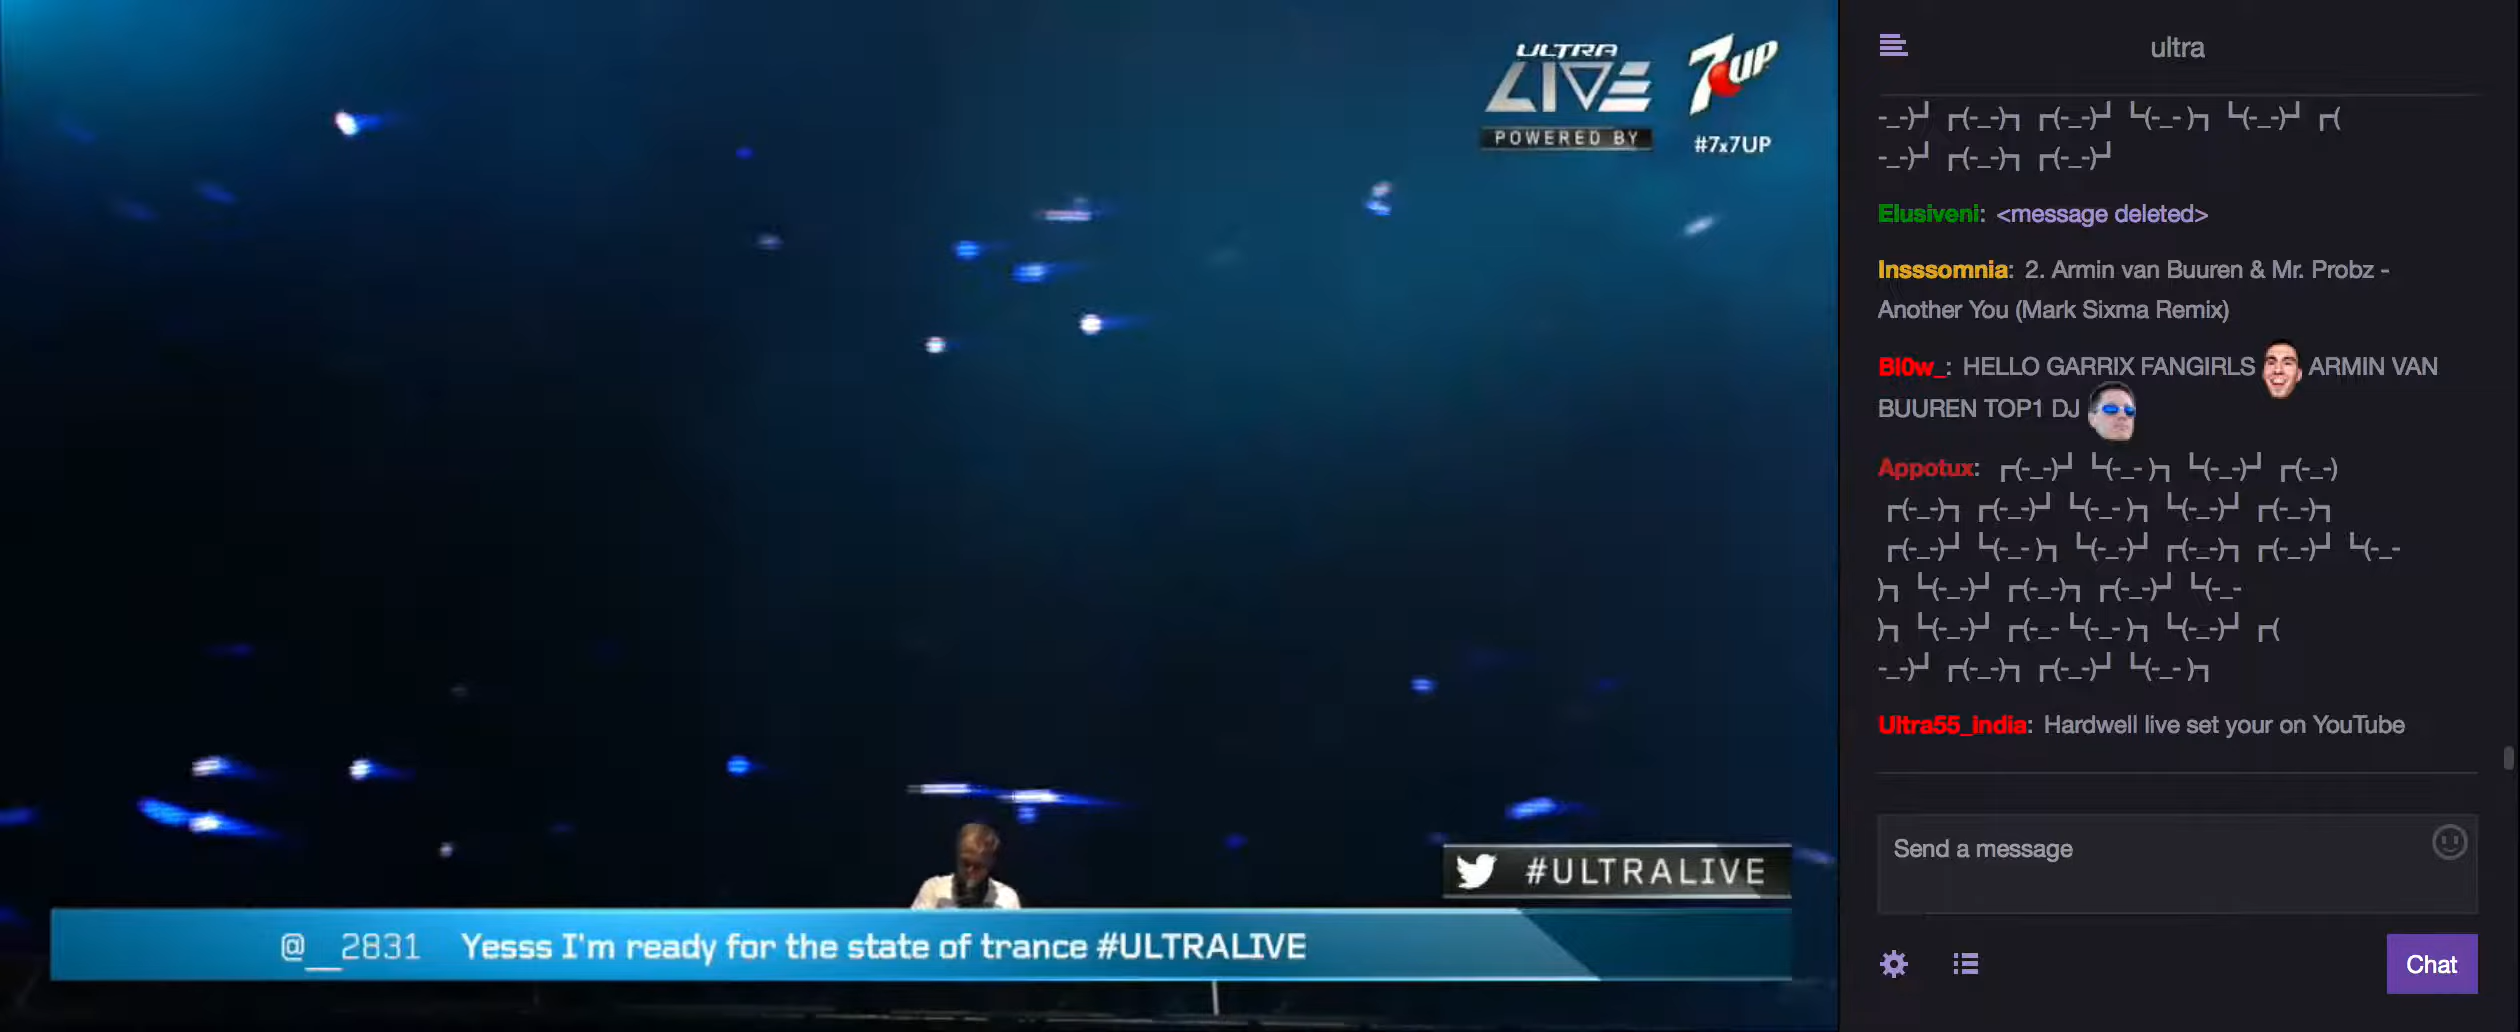 ULTRA
LIVE
POWERED BY
7UP
#7x7UP
#ULTRALIVE
@__2831 Yesss I'm ready for the state of trance #ULTRALIVE
ultra
-_-)┘ ┌(-_-)┐ ┌(-_-)┘ └(-_- )┐ └(-_-)┘ ┌(
-_-)┘ ┌(-_-)┐ ┌(-_-)┘
Elusiveni: <message deleted>
Insssomnia: 2. Armin van Buuren & Mr. Probz -
Another You (Mark Sixma Remix)
Bl0w_: HELLO GARRIX FANGIRLS ARMIN VAN
BUUREN TOP1 DJ
Appotux: ┌(-_-)┘ └(-_- )┐ └(-_-)┘ ┌(-_-)
┌(-_-)┐ ┌(-_-)┘ └(-_- )┐ └(-_-)┘ ┌(-_-)┐
┌(-_-)┘ └(-_- )┐ └(-_-)┘ ┌(-_-)┐ ┌(-_-)┘ └(-_-
)┐ └(-_-)┘ ┌(-_-)┐ ┌(-_-)┘ └(-_-
)┐ └(-_-)┘ ┌(-_- └(-_- )┐ └(-_-)┘ ┌(
-_-)┘ ┌(-_-)┐ ┌(-_-)┘ └(-_- )┐
Ultra55_india: Hardwell live set your on YouTube
Send a message
Chat